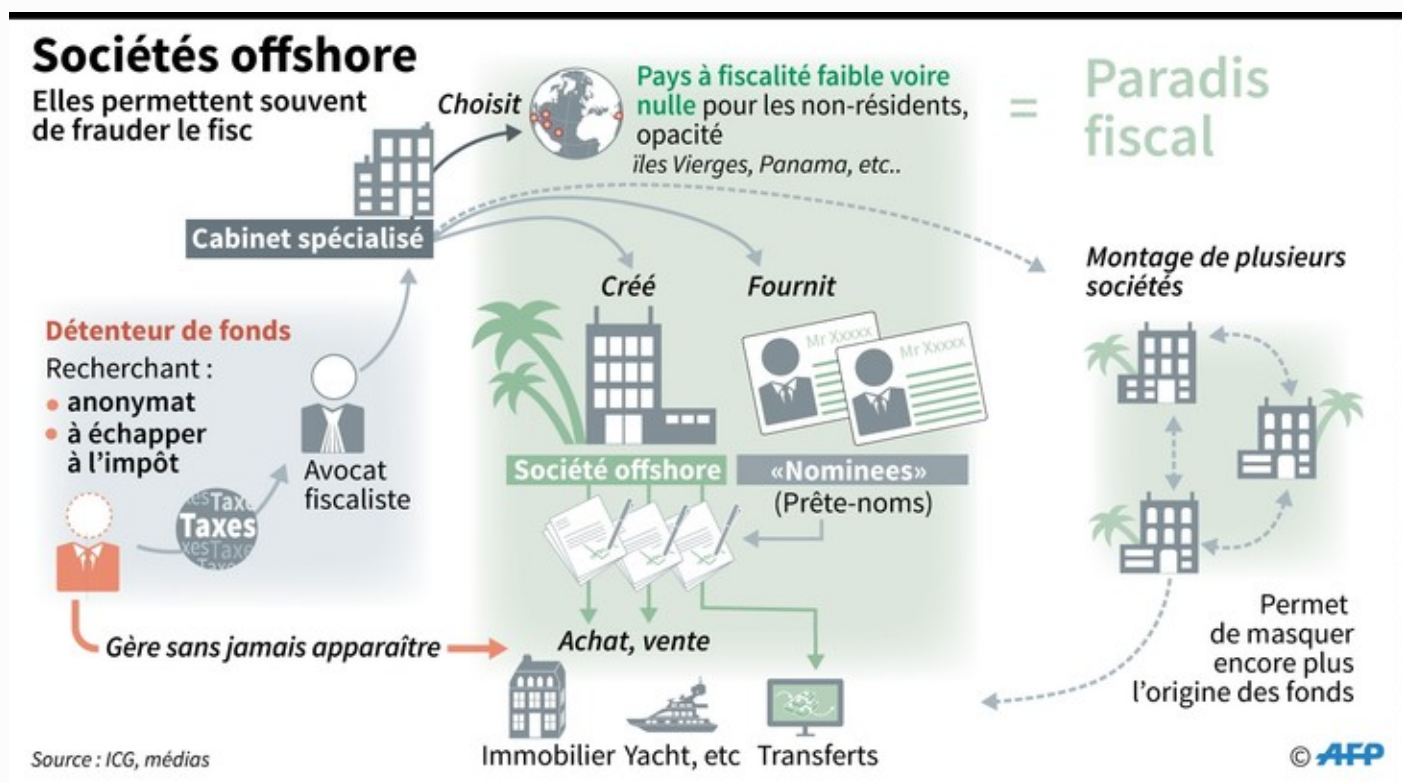 Sociétés offshore
Elles permettent souvent
de frauder le fisc
Choisit
Pays à fiscalité faible voire
nulle pour les non-résidents,
opacité
ïles Vierges, Panama, etc..
=
Paradis
fiscal
Cabinet spécialisé
Détenteur de fonds
Recherchant :
• anonymat
• à échapper
à l'impôt
Taxes
Avocat
fiscaliste
Créé
Fournit
Mr Xxxxx
Mr Xxxxx
Société offshore
«Nominees»
(Prête-noms)
Montage de plusieurs
sociétés
Permet
de masquer
encore plus
l'origine des fonds
Gère sans jamais apparaître
Achat, vente
Immobilier
Yacht, etc
Transferts
Source : ICG, médias
© AFP